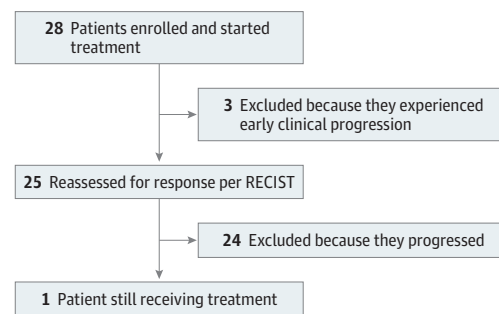 28 Patients enrolled and started
treatment
3 Excluded because they experienced
early clinical progression
25 Reassessed for response per RECIST
24 Excluded because they progressed
1 Patient still receiving treatment